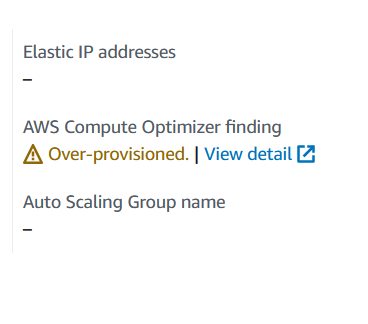 Elastic IP addresses
–
AWS Compute Optimizer finding
Over-provisioned. | View detail
Auto Scaling Group name
–